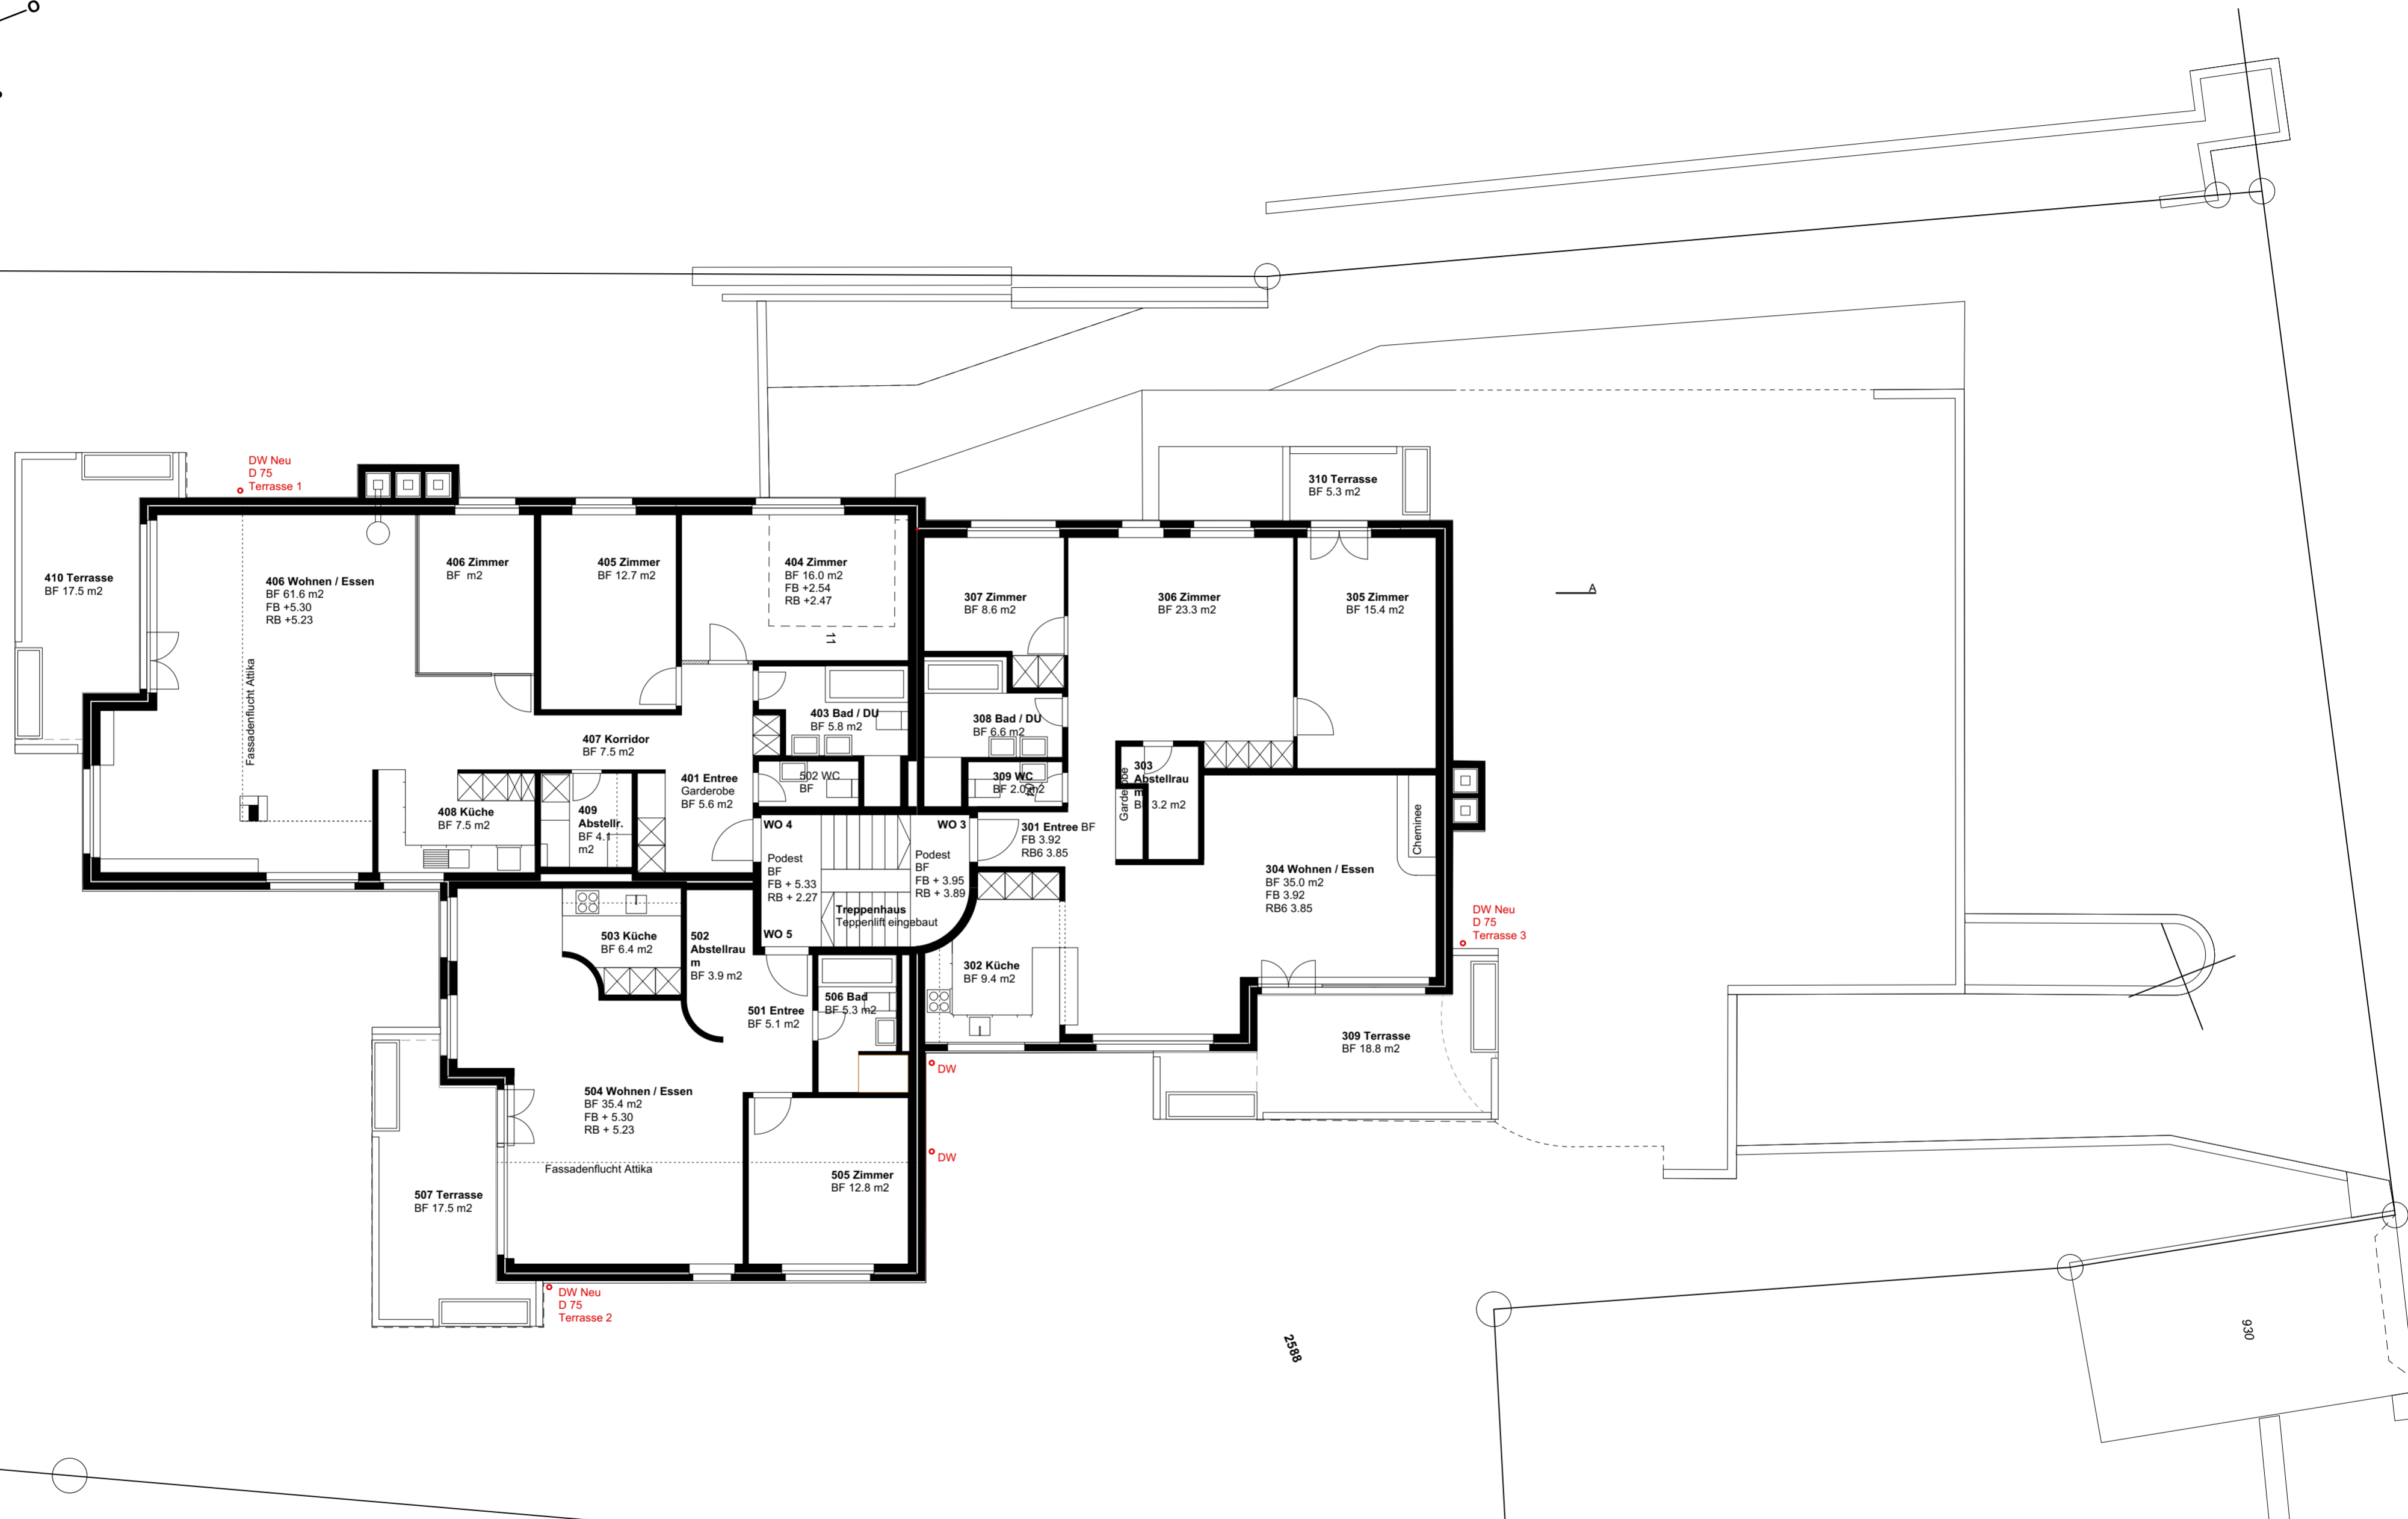 O
DW Neu
D 75
Terrasse 1
410 Terrasse
BF 17.5 m2
406 Wohnen / Essen
BF 61.6 m2
FB +5.30
RB +5.23
Fassadenflucht Attika
406 Zimmer
BF  m2
405 Zimmer
BF 12.7 m2
404 Zimmer
BF 16.0 m2
FB +2.54
RB +2.47
11
403 Bad / DU
BF 5.8 m2
407 Korridor
BF 7.5 m2
401 Entree
Garderobe
BF 5.6 m2
502 WC
BF
408 Küche
BF 7.5 m2
409
Abstellr.
BF 4.1
m2
307 Zimmer
BF 8.6 m2
306 Zimmer
BF 23.3 m2
305 Zimmer
BF 15.4 m2
310 Terrasse
BF 5.3 m2
A
308 Bad / DU
BF 6.6 m2
309 WC
BF 2.0 m2
303
Abstellrau
m
BF 3.2 m2
Garderobe
Cheminee
WO 4
Podest
BF
FB + 5.33
RB + 2.27
WO 3
Podest
BF
FB + 3.95
RB + 3.89
Treppenhaus
Teppenlift eingebaut
WO 5
301 Entree BF
FB 3.92
RB6 3.85
304 Wohnen / Essen
BF 35.0 m2
FB 3.92
RB6 3.85
DW Neu
D 75
Terrasse 3
503 Küche
BF 6.4 m2
502
Abstellrau
m
BF 3.9 m2
302 Küche
BF 9.4 m2
501 Entree
BF 5.1 m2
506 Bad
BF 5.3 m2
309 Terrasse
BF 18.8 m2
DW
DW
504 Wohnen / Essen
BF 35.4 m2
FB + 5.30
RB + 5.23
Fassadenflucht Attika
505 Zimmer
BF 12.8 m2
507 Terrasse
BF 17.5 m2
DW Neu
D 75
Terrasse 2
2588
930